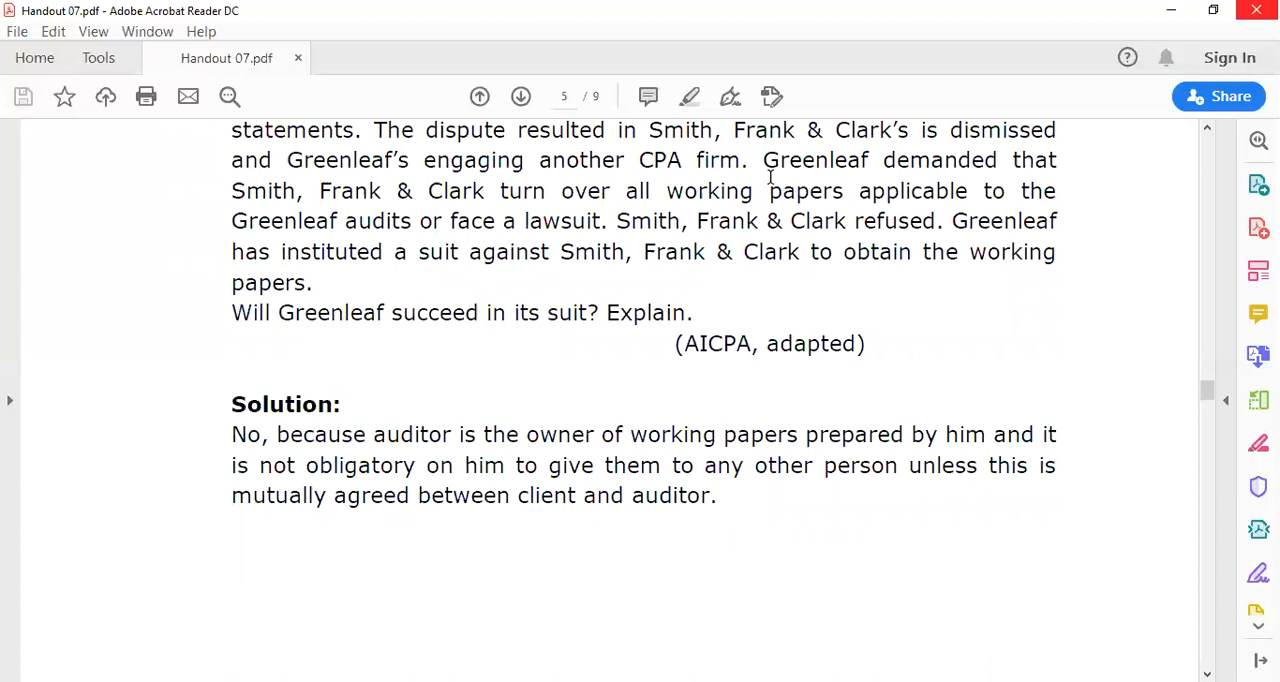 Handout 07.pdf - Adobe Acrobat Reader DC
File Edit View Window Help
Home Tools Handout 07.pdf × Sign In
5 / 9 Share
statements. The dispute resulted in Smith, Frank & Clark's is dismissed
and Greenleaf's engaging another CPA firm. Greenleaf demanded that
Smith, Frank & Clark turn over all working papers applicable to the
Greenleaf audits or face a lawsuit. Smith, Frank & Clark refused. Greenleaf
has instituted a suit against Smith, Frank & Clark to obtain the working
papers.
Will Greenleaf succeed in its suit? Explain.
(AICPA, adapted)
Solution:
No, because auditor is the owner of working papers prepared by him and it
is not obligatory on him to give them to any other person unless this is
mutually agreed between client and auditor.